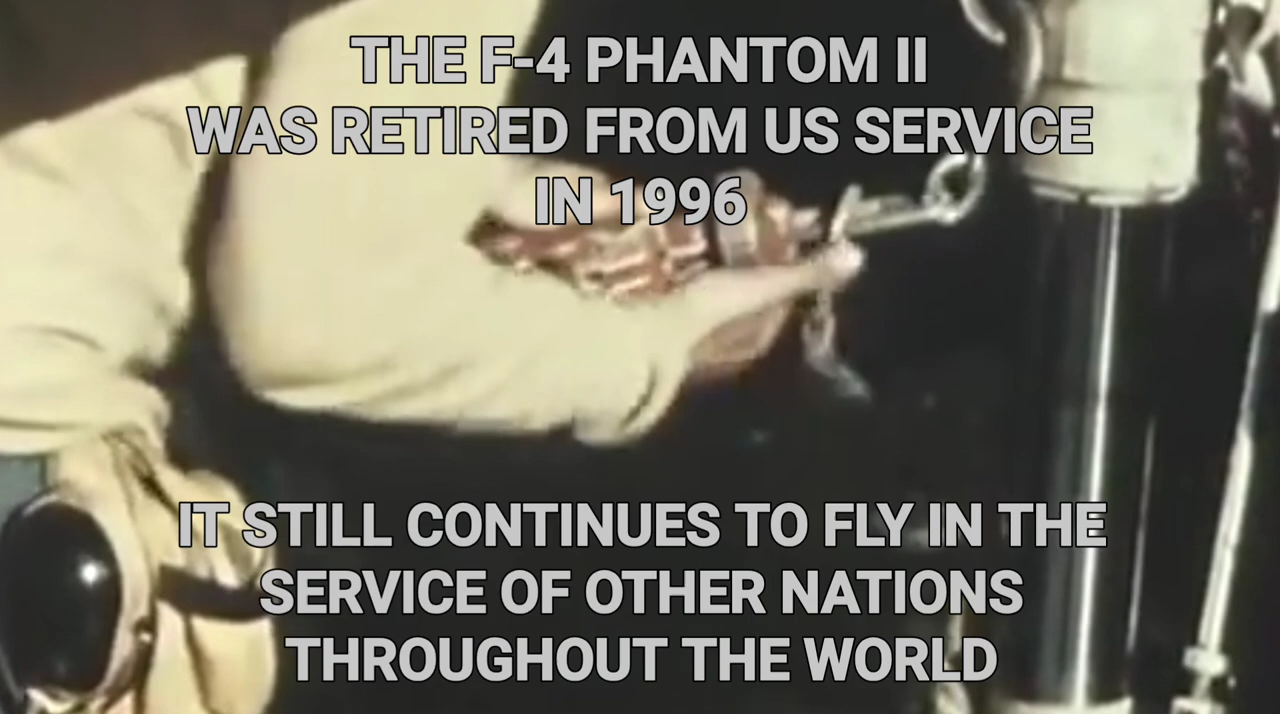 THE F-4 PHANTOM II
WAS RETIRED FROM US SERVICE
IN 1996
IT STILL CONTINUES TO FLY IN THE
SERVICE OF OTHER NATIONS
THROUGHOUT THE WORLD